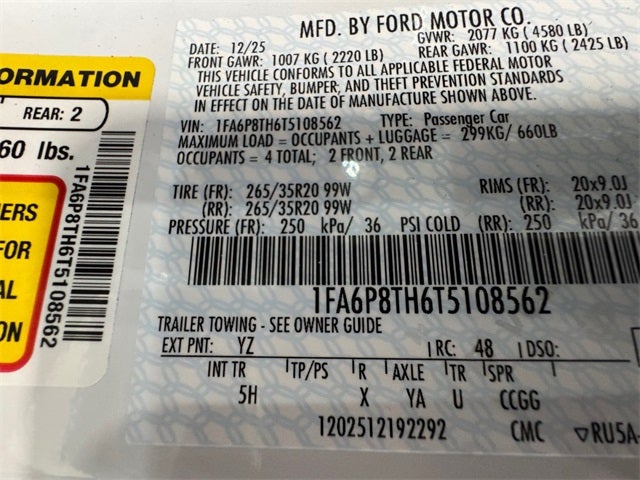 ORMATION
REAR: 2
60 lbs.
NERS
FOR
AL
ON
1FA6P8TH6T5108562
MFD. BY FORD MOTOR CO.
DATE: 12/25 GVWR: 2077 KG ( 4580 LB)
FRONT GAWR: 1007 KG ( 2220 LB) REAR GAWR: 1100 KG ( 2425 LB)
THIS VEHICLE CONFORMS TO ALL APPLICABLE FEDERAL MOTOR
VEHICLE SAFETY, BUMPER, AND THEFT PREVENTION STANDARDS
IN EFFECT ON THE DATE OF MANUFACTURE SHOWN ABOVE.
VIN: 1FA6P8TH6T5108562 TYPE: Passenger Car
MAXIMUM LOAD = OCCUPANTS + LUGGAGE = 299KG/ 660LB
OCCUPANTS = 4 TOTAL; 2 FRONT, 2 REAR
TIRE (FR): 265/35R20 99W RIMS (FR): 20x9.0J
(RR): 265/35R20 99W (RR): 20x9.0J
PRESSURE (FR): 250 kPa/ 36 PSI COLD (RR): 250 kPa/ 36
1FA6P8TH6T5108562
TRAILER TOWING - SEE OWNER GUIDE
EXT PNT: YZ RC: 48 DSO:
INT TR TP/PS R AXLE TR SPR
5H X YA U CCGG
1202512192292 CMC ▽RU5A-